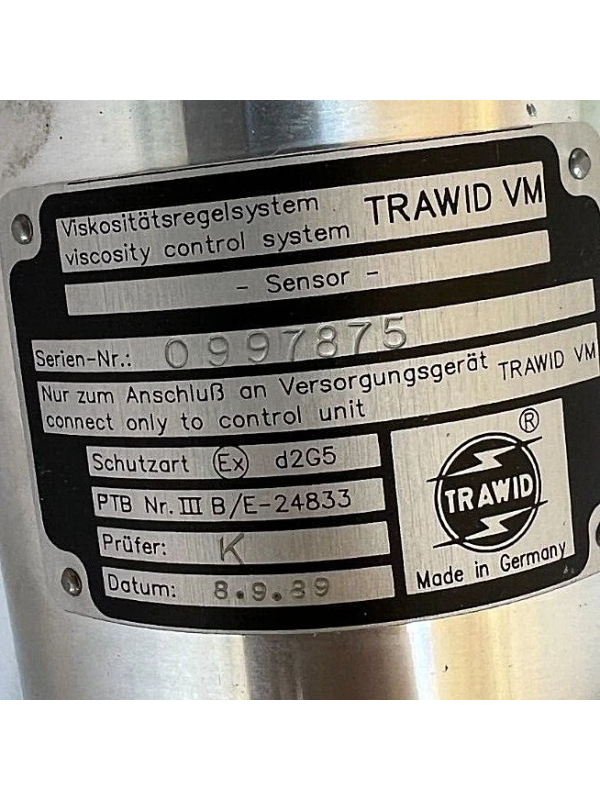 Viskositätsregelsystem TRAWID VM
viscosity control system
- Sensor -
Serien-Nr.: 0997875
Nur zum Anschluß an Versorgungsgerät TRAWID VM
connect only to control unit
Schutzart Ex d2G5
PTB Nr. III B/E-24833
Prüfer: K
Datum: 8.9.89
®
TRAWID
Made in Germany